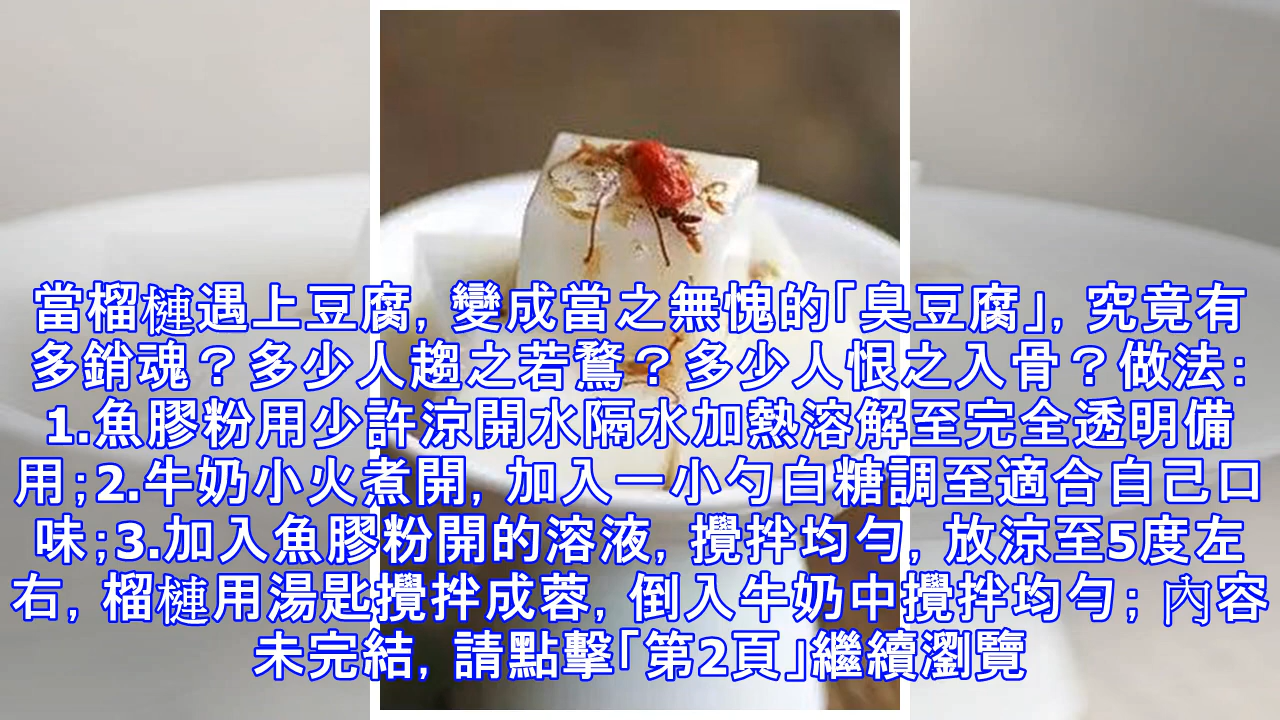 當榴槤遇上豆腐，變成當之無愧的「臭豆腐」，究竟有
多銷魂？多少人趨之若鶩？多少人恨之入骨？做法：
1.魚膠粉用少許涼開水隔水加熱溶解至完全透明備
用；2.牛奶小火煮開，加入一小勺白糖調至適合自己口
味；3.加入魚膠粉開的溶液，攪拌均勻，放涼至5度左
右，榴槤用湯匙攪拌成蓉，倒入牛奶中攪拌均勻；內容
未完結，請點擊「第2頁」繼續瀏覽